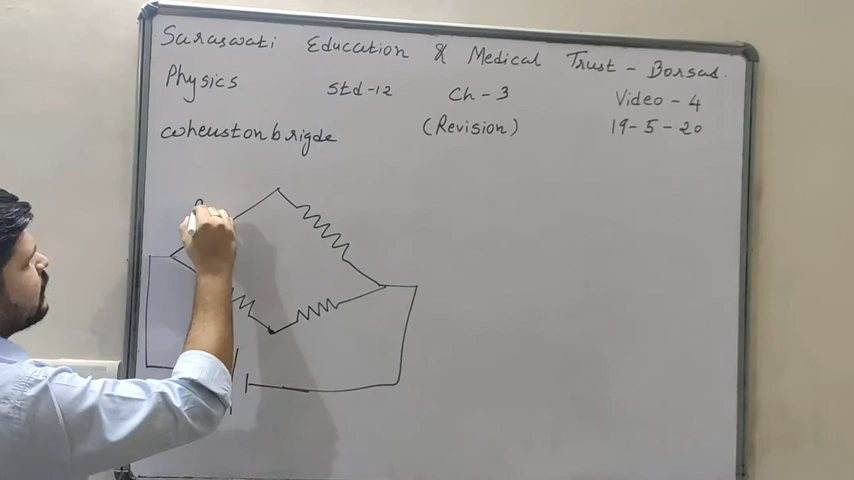 Saraswati Education & Medical Trust - Borsad.
Physics std-12 Ch-3 Video-4
wheustonbrigde (Revision) 19-5-20